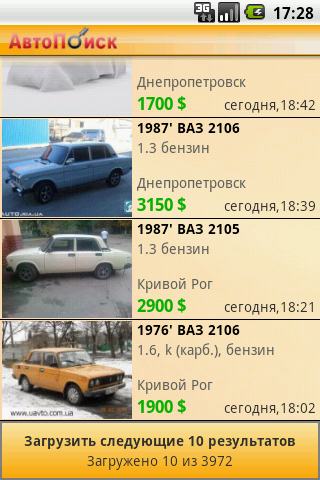 3G 17:28
АвтоПоиск
Днепропетровск
1700 $ сегодня,18:42
1987' ВАЗ 2106
1.3 бензин
Днепропетровск
3150 $ сегодня,18:39
AUTO.RIA.UA
1987' ВАЗ 2105
1.3 бензин
Кривой Рог
2900 $ сегодня,18:21
1976' ВАЗ 2106
1.6, k (карб.), бензин
Кривой Рог
1900 $ сегодня,18:02
www.uavto.com.ua
Загрузить следующие 10 результатов
Загружено 10 из 3972